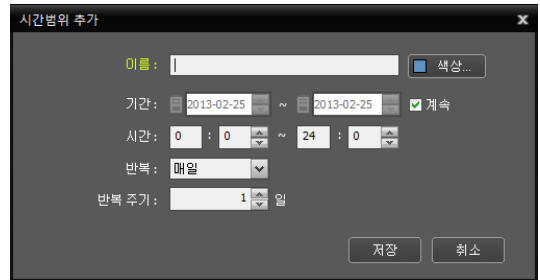 시간범위 추가 x
이름 : 색상...
기간 : 2013-02-25 ~ 2013-02-25 계속
시간 : 0 : 0 ~ 24 : 0
반복 : 매일
반복 주기 : 1 일
저장 취소